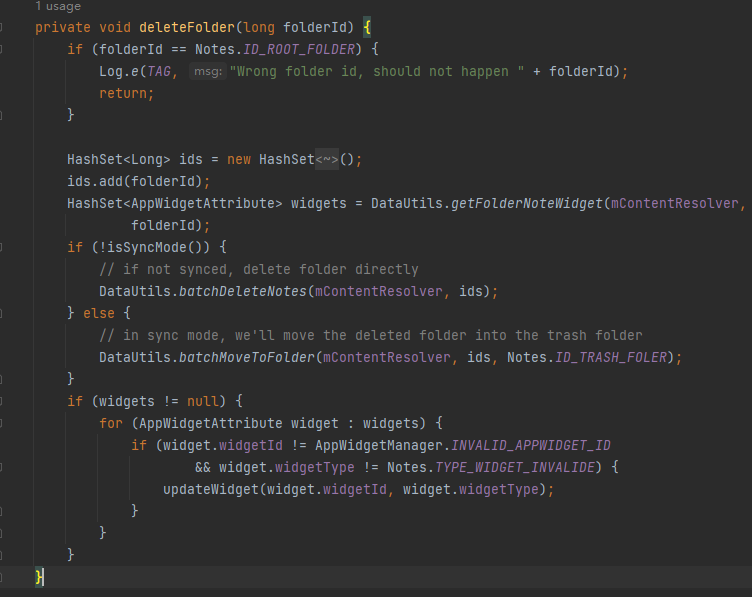 1 usage
private void deleteFolder(long folderId) {
    if (folderId == Notes.ID_ROOT_FOLDER) {
        Log.e(TAG, msg: "Wrong folder id, should not happen " + folderId);
        return;
    }
    HashSet<Long> ids = new HashSet<~>();
    ids.add(folderId);
    HashSet<AppWidgetAttribute> widgets = DataUtils.getFolderNoteWidget(mContentResolver,
            folderId);
    if (!isSyncMode()) {
        // if not synced, delete folder directly
        DataUtils.batchDeleteNotes(mContentResolver, ids);
    } else {
        // in sync mode, we'll move the deleted folder into the trash folder
        DataUtils.batchMoveToFolder(mContentResolver, ids, Notes.ID_TRASH_FOLER);
    }
    if (widgets != null) {
        for (AppWidgetAttribute widget : widgets) {
            if (widget.widgetId != AppWidgetManager.INVALID_APPWIDGET_ID
                    && widget.widgetType != Notes.TYPE_WIDGET_INVALIDE) {
                updateWidget(widget.widgetId, widget.widgetType);
            }
        }
    }
}